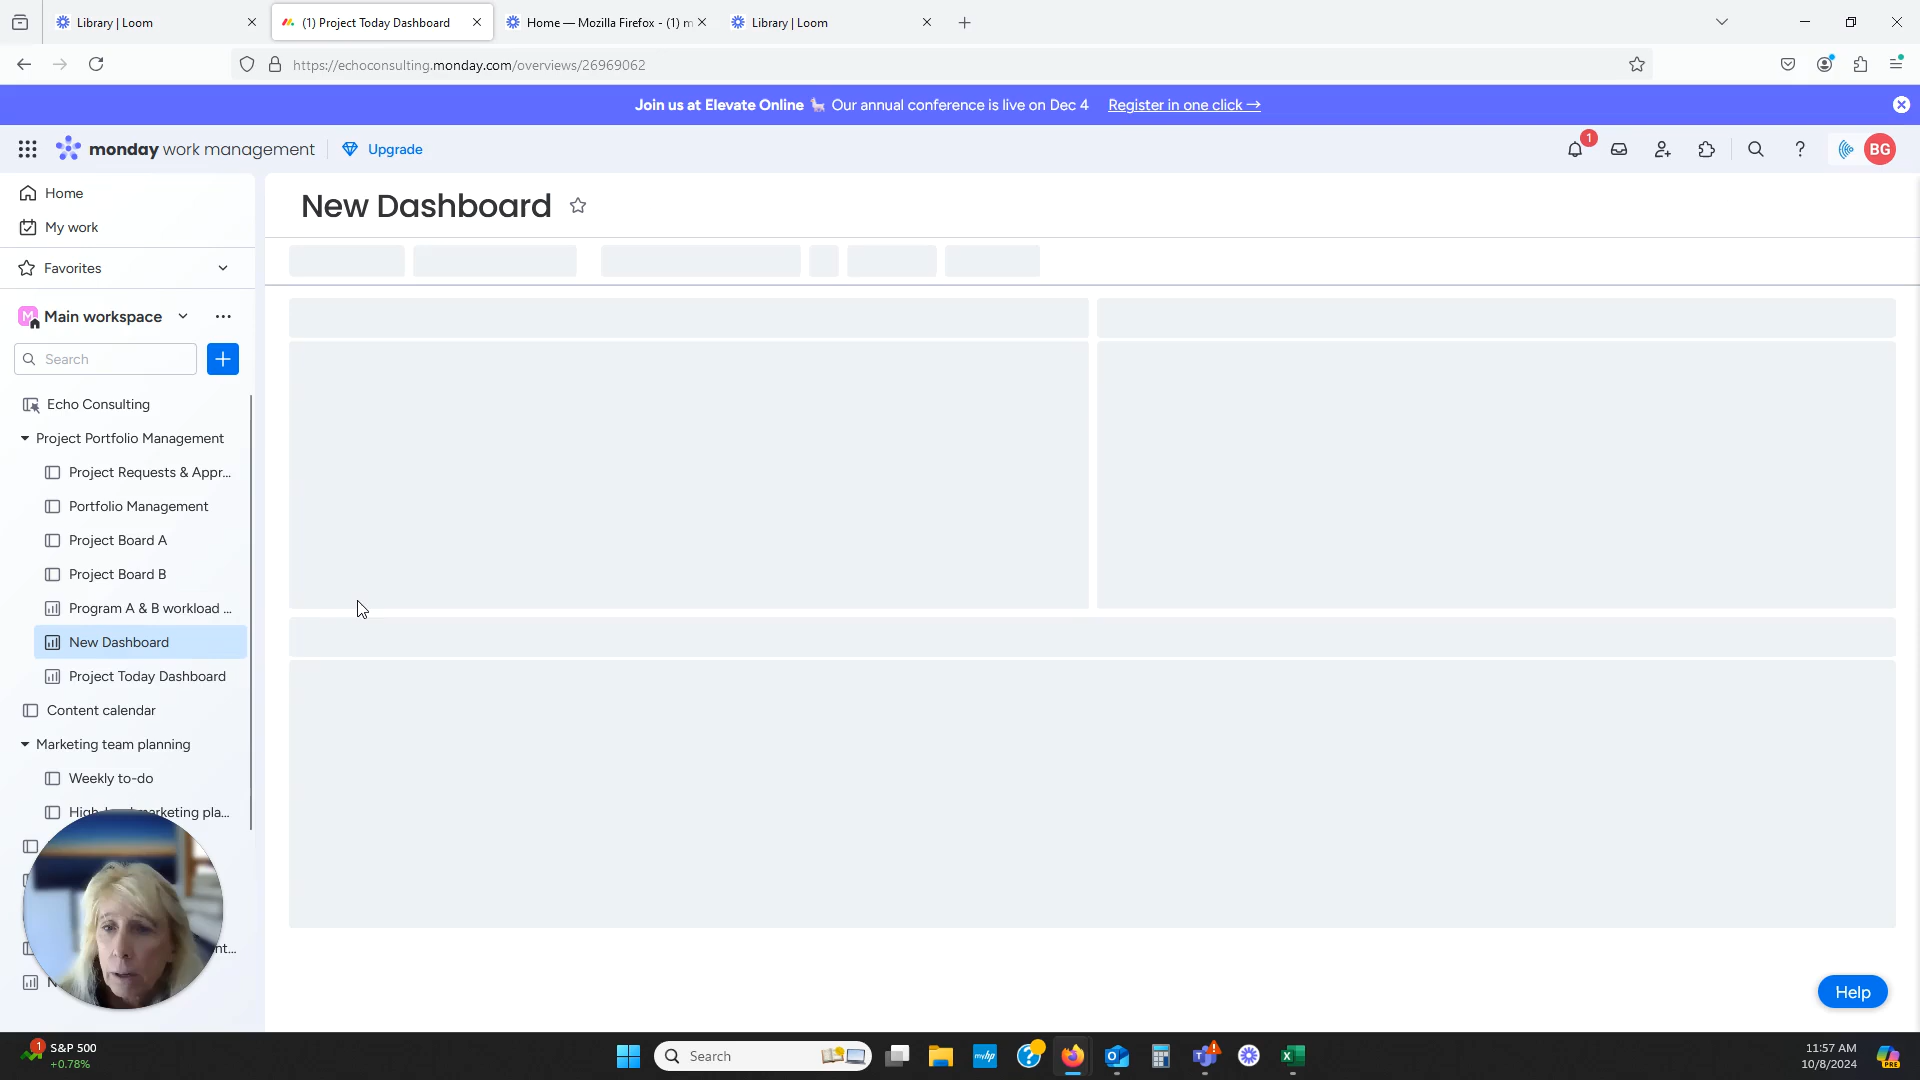 Library | Loom
(1) Project Today Dashboard
Home — Mozilla Firefox - (1) m
Library | Loom
https://echoconsulting.monday.com/overviews/26969062
Join us at Elevate Online 🦙 Our annual conference is live on Dec 4 Register in one click →
monday work management
Upgrade
1
BG
Home
My work
Favorites
M
Main workspace
Search
Echo Consulting
Project Portfolio Management
Project Requests & Appr...
Portfolio Management
Project Board A
Project Board B
Program A & B workload ...
New Dashboard
Project Today Dashboard
Content calendar
Marketing team planning
Weekly to-do
New Dashboard
Help
1
S&P 500
+0.78%
Search
myhp
11:57 AM
10/8/2024
PRE